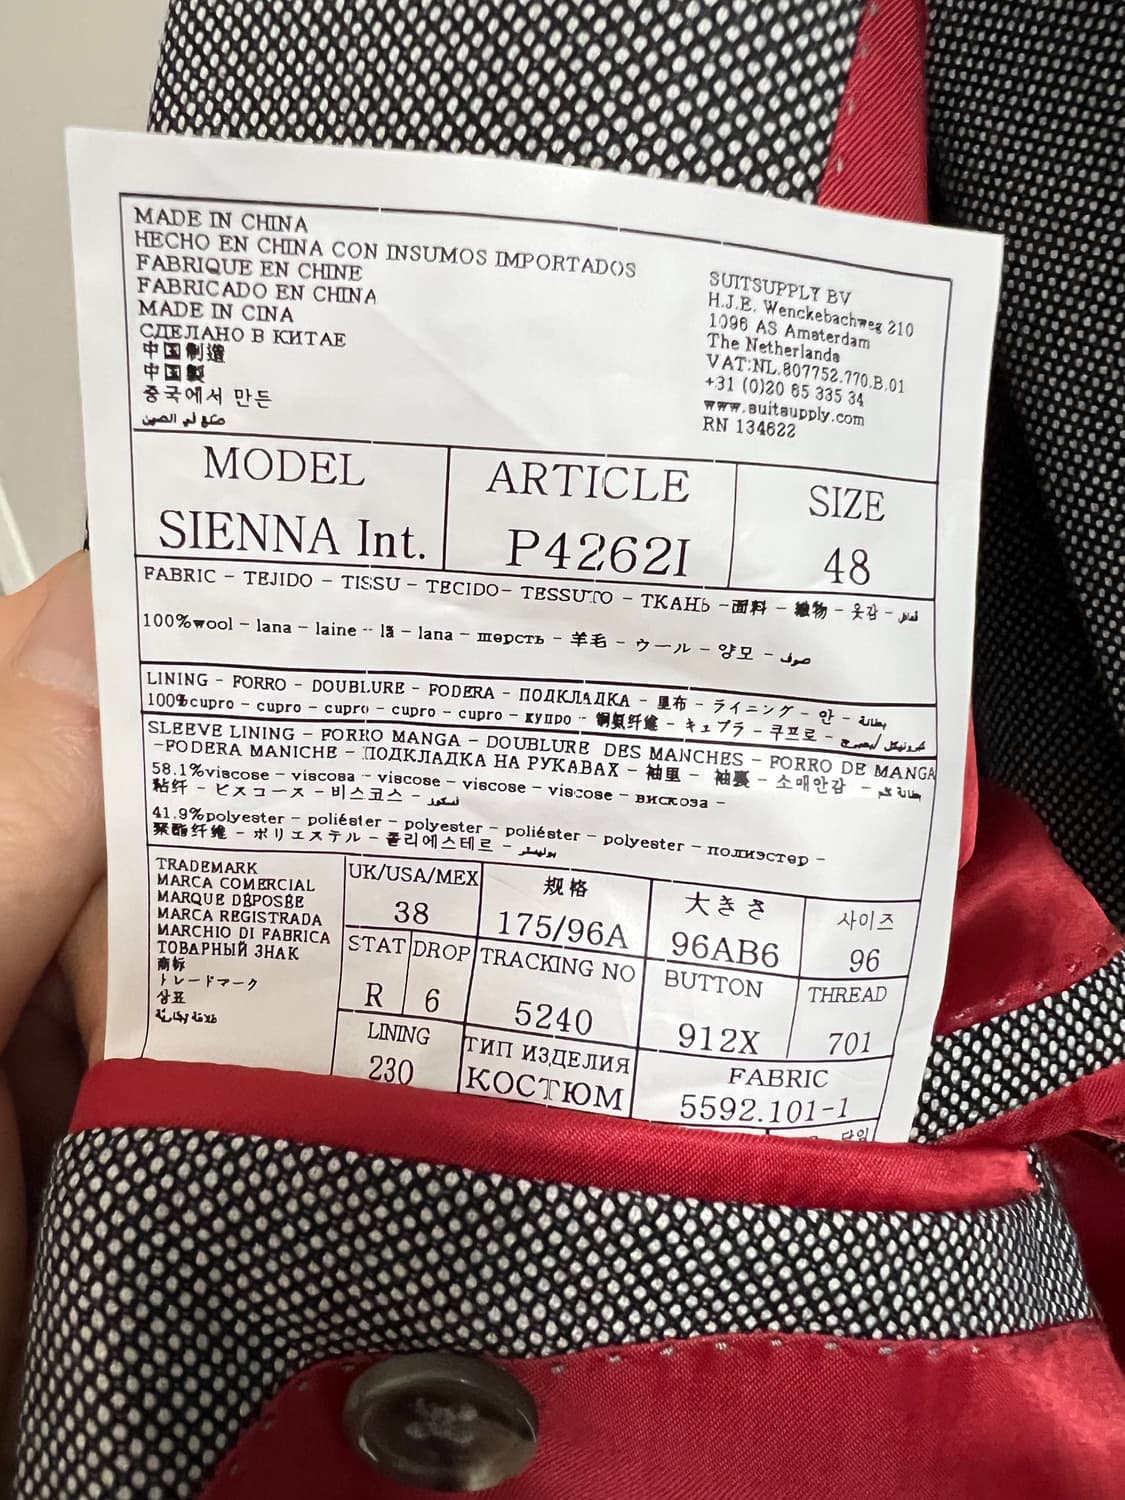 MADE IN CHINA
HECHO EN CHINA CON INSUMOS IMPORTADOS
FABRIQUE EN CHINE
FABRICADO EN CHINA
MADE IN CINA
СДЕЛАНО В КИТАЕ
中国制造
中国製
중국에서 만든
صنع في الصين
SUITSUPPLY BV
H.J.E. Wenckebachweg 210
1096 AS Amsterdam
The Netherlands
VAT:NL.807752.770.B.01
+31 (0)20 65 335 34
www.suitsupply.com
RN 134622
MODEL
SIENNA Int.
ARTICLE
P4262I
SIZE
48
FABRIC - TEJIDO - TISSU - TECIDO- TESSUTO - ТКАНЬ -面料 - 織物 - 옷감 - قماش
100%wool - lana - laine - lã - lana - шерсть - 羊毛 - ウール - 양모 - صوف
LINING - FORRO - DOUBLURE - FODERA - ПОДКЛАДКА - 里布 - ライニング - 안 - بطانة
100%cupro - cupro - cupro - cupro - cupro - купро - 铜氨纤维 - キュプラ - 쿠프로 -
SLEEVE LINING - FORRO MANGA - DOUBLURE DES MANCHES - FORRO DE MANGA
-FODERA MANICHE - ПОДКЛАДКА НА РУКАВАХ - 袖里 - 袖裏 - 소매안감 - بطانة كم
58.1%viscose - viscosa - viscose - viscose - viscose - вискоза -
粘纤 - ビスコース - 비스코스 -
41.9%polyester - poliéster - polyester - poliéster - polyester - полиэстер -
聚酯纤维 - ポリエステル - 폴리에스테르 - بوليستر
TRADEMARK
MARCA COMERCIAL
MARQUE DEPOSEE
MARCA REGISTRADA
MARCHIO DI FABRICA
ТОВАРНЫЙ ЗНАК
商标
トレードマーク
상표
علامة تجارية
UK/USA/MEX
38
规格
175/96A
大きさ
96AB6
사이즈
96
STAT
R
DROP
6
TRACKING NO
5240
BUTTON
912X
THREAD
701
LINING
230
ТИП ИЗДЕЛИЯ
КОСТЮМ
FABRIC
5592.101-1